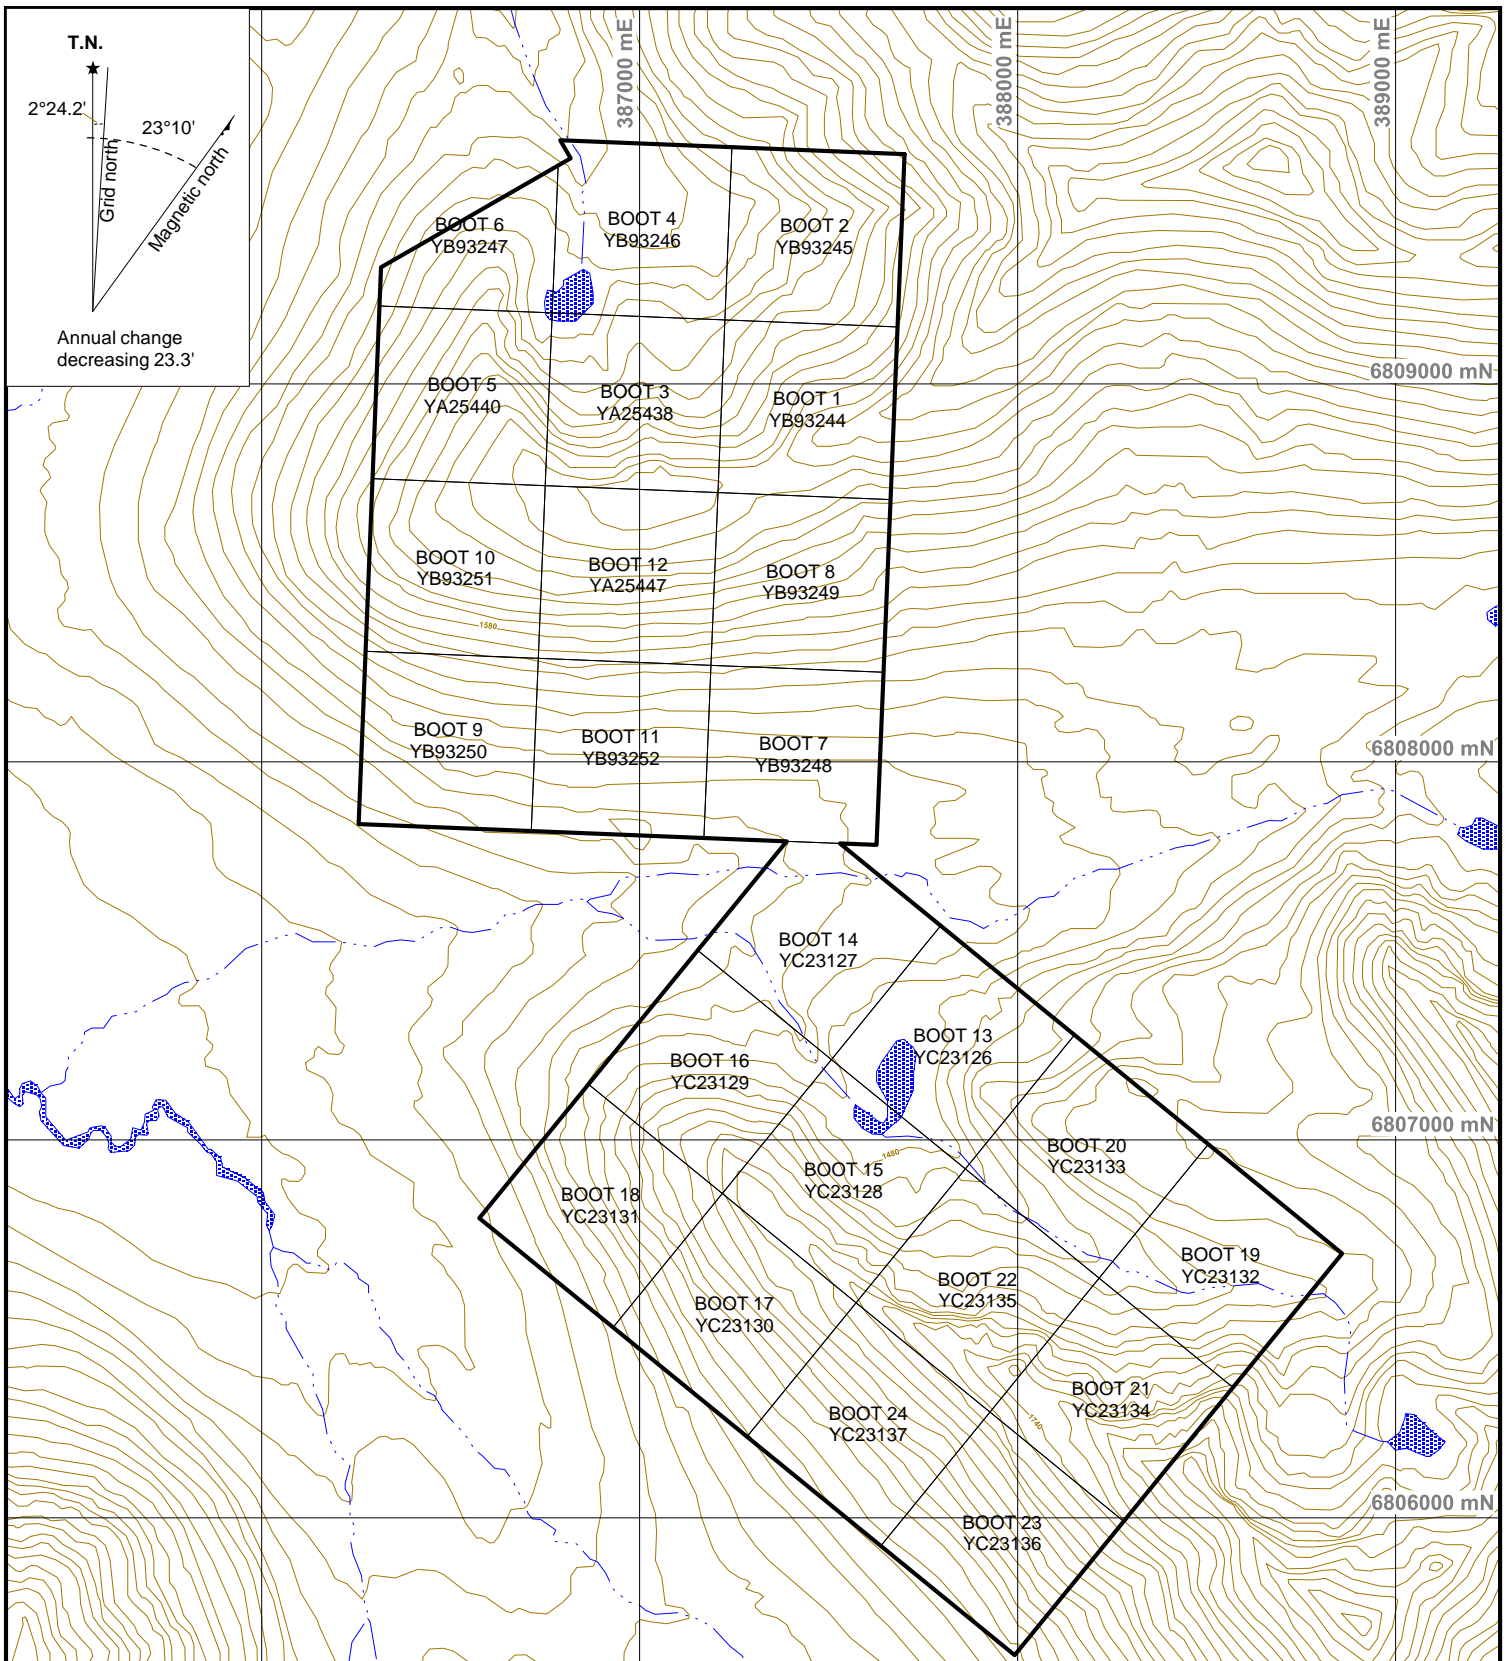 T.N.
2°24.2'
23°10'
Grid north
Magnetic north
Annual change
decreasing 23.3'
387000 mE
388000 mE
389000 mE
BOOT 6
YB93247
BOOT 4
YB93246
BOOT 2
YB93245
6809000 mN
BOOT 5
YA25440
BOOT 3
YA25438
BOOT 1
YB93244
BOOT 10
YB93251
BOOT 12
YA25447
BOOT 8
YB93249
1580
BOOT 9
YB93250
BOOT 11
YB93252
BOOT 7
YB93248
6808000 mN
BOOT 14
YC23127
BOOT 13
YC23126
BOOT 16
YC23129
6807000 mN
BOOT 20
YC23133
1480
BOOT 15
YC23128
BOOT 18
YC23131
BOOT 19
YC23132
BOOT 22
YC23135
BOOT 17
YC23130
BOOT 21
YC23134
1740
BOOT 24
YC23137
6806000 mN
BOOT 23
YC23136